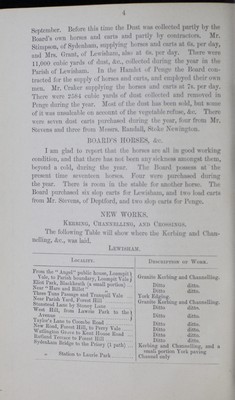 4
September. Before this time the Dust was collected partly by the
Board's own horses and carts and partly by contractors. Mr.
Stimpson, of Sydenham, supplying horses and carts at 6s. per day,
and Mrs. Grant, of Lewisham, also at 6s. per day. There were
11,000 cubic yards of dust, &c., collected during the year in the
Parish of Lewisham. In the Hamlet of Penge the Board con-
tracted for the supply of horses and carts, and employed their own
men. Mr. Craker supplying the horses and carts at 7s. per day.
There were 2564 cubic yards of dust collected and removed in
Penge during the year. Most of the dust has been sold, but some
of it was unsaleable on account of the vegetable refuse, &c. There
were seven dust carts purchased during the year, four from Mr.
Stevens and three from Messrs. Randall, Stoke Newington.
BOARD'S HORSES, &c.
I am glad to report that the horses are all in good working
condition, and that there has not been any sickness amongst them,
beyond a cold, during the year. The Board possess at the
present time seventeen horses. Four were purchased during
the year. There is room in the stable for another horse. The
Board purchased six slop carts for Lewisham, and two load carts
from Mr. Stevens, of Deptford, and two slop carts for Penge.
NEW WORKS.
Kerbing, Channelling, and Crossings.
The following Table will show where the Kerbing and Chan-
nelling, &c., was laid.
Lewisham.
Locality.
Description of Work.
From the "Angel" public house, Loampit
Vale, to Parish boundary, Loampit Vale
Granite Kerbing and Channelling.
Eliot Park, Blackheath (a small portion)
Ditto ditto.
Near "Hare and Billet"
Ditto ditto.
Three Tuns Passage and Tranquil Vale
York Edging.
Near Parish Yard, Forest Hill
Granite Kerbing and Channelling.
Stanstead Lane by Stoney Lane
Ditto ditto.
West Hill, from Lawrie Park to the
Avenue
Ditto ditto.
Taylor's Lane to Catteshe Road
Ditto ditto.
New Road, Forest Hill, to Perry Vale
Ditto ditto.
Wellington Grove to Kent House Road
Ditto ditto.
Rutland Terrace to Forest Hill
Ditto ditto.
Sydenham Bridge to the Priory (1 path)
Kerbing and Channelling, and a
small portion York paving
Station to Lawrie Park
Channel only